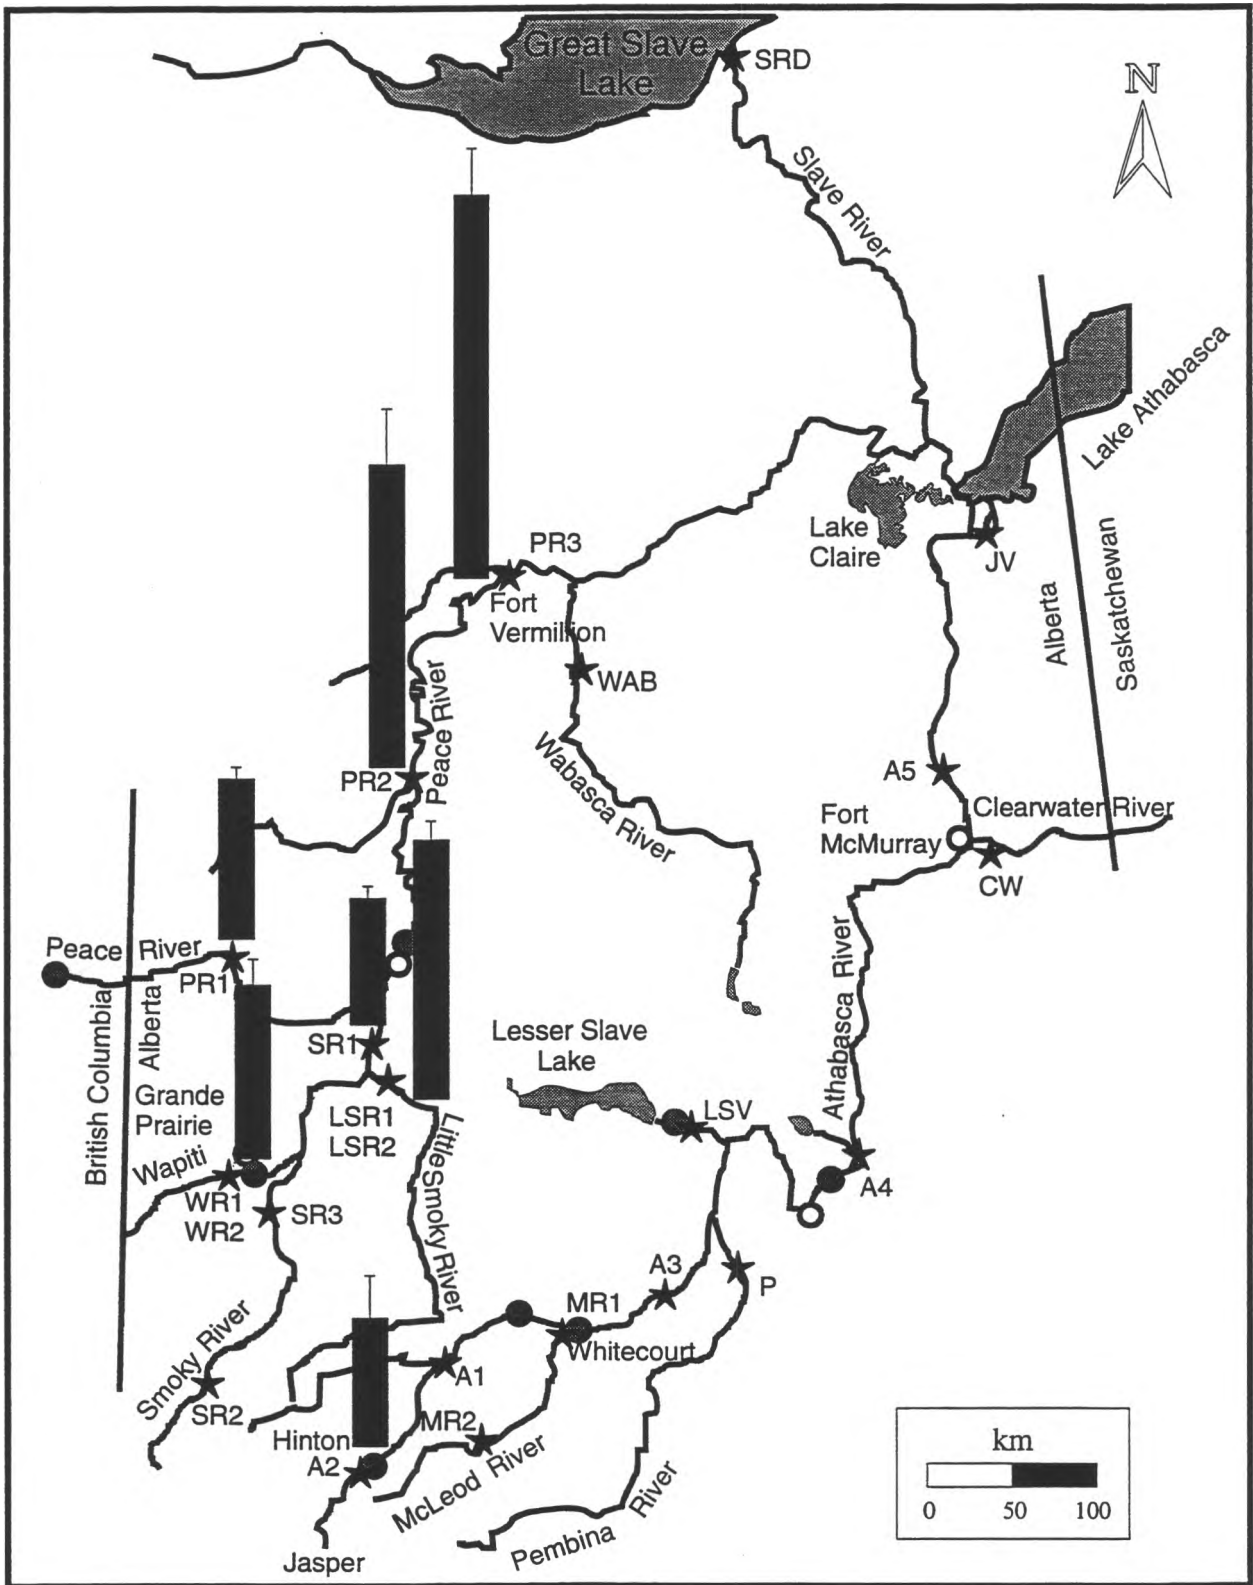 Great Slave
Lake
SRD
N
Slave River
Lake Athabasca
Lake
Claire
JV
Alberta
Saskatchewan
PR3
Fort
Vermillion
WAB
Peace River
PR2
Wabasca River
A5
Fort
McMurray
Clearwater River
CW
Peace River
PR1
British Columbia
Alberta
SR1
Lesser Slave
Lake
Athabasca River
Grande
Prairie
LSR1
LSR2
LSV
Wapiti
WR1
WR2
SR3
Little Smoky River
A4
A3
P
MR1
Whitecourt
Smoky River
SR2
A1
MR2
Hinton
A2
McLeod River
Pembina River
Jasper
km
0 50 100